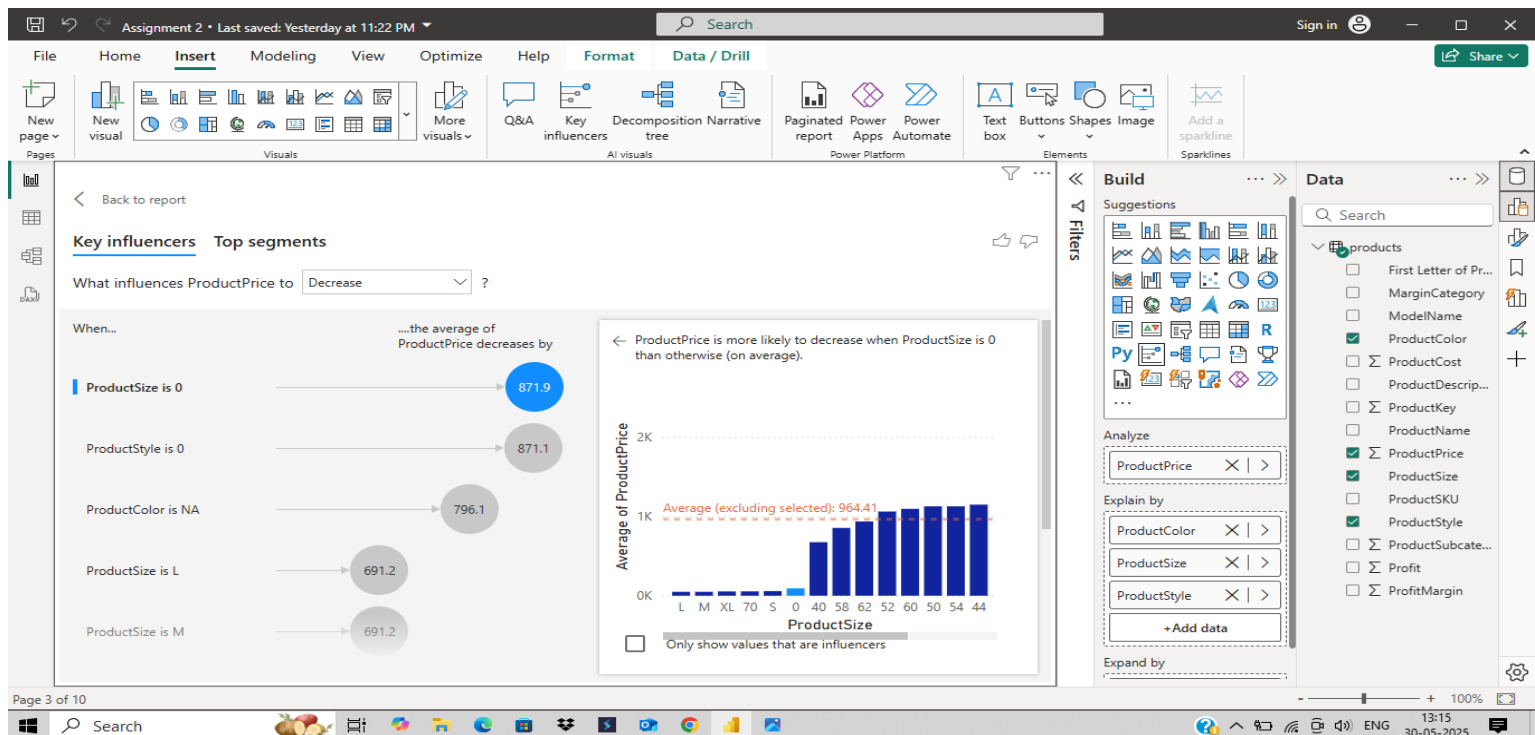 Assignment 2 • Last saved: Yesterday at 11:22 PM
Search
Sign in
File Home Insert Modeling View Optimize Help Format Data / Drill
Share
New page
New visual
More visuals
Q&A
Key influencers
Decomposition tree
Narrative
Paginated report
Power Apps
Power Automate
Text box
Buttons
Shapes
Image
Add a sparkline
Pages
Visuals
AI visuals
Power Platform
Elements
Sparklines
Back to report
Key influencers Top segments
What influences ProductPrice to Decrease ?
When...
....the average of
ProductPrice decreases by
ProductSize is 0 871.9
ProductStyle is 0 871.1
ProductColor is NA 796.1
ProductSize is L 691.2
ProductSize is M 691.2
ProductPrice is more likely to decrease when ProductSize is 0
than otherwise (on average).
Average of ProductPrice
2K
1K
0K
Average (excluding selected): 964.41
L M XL 70 S 0 40 58 62 52 60 50 54 44
ProductSize
Only show values that are influencers
Filters
Build
Suggestions
123
R
Py
123
...
Analyze
ProductPrice
Explain by
ProductColor
ProductSize
ProductStyle
+Add data
Expand by
Data
Search
products
First Letter of Pr...
MarginCategory
ModelName
ProductColor
ProductCost
ProductDescrip...
ProductKey
ProductName
ProductPrice
ProductSize
ProductSKU
ProductStyle
ProductSubcate...
Profit
ProfitMargin
Page 3 of 10
- + 100%
Search
ENG
13:15
30-05-2025